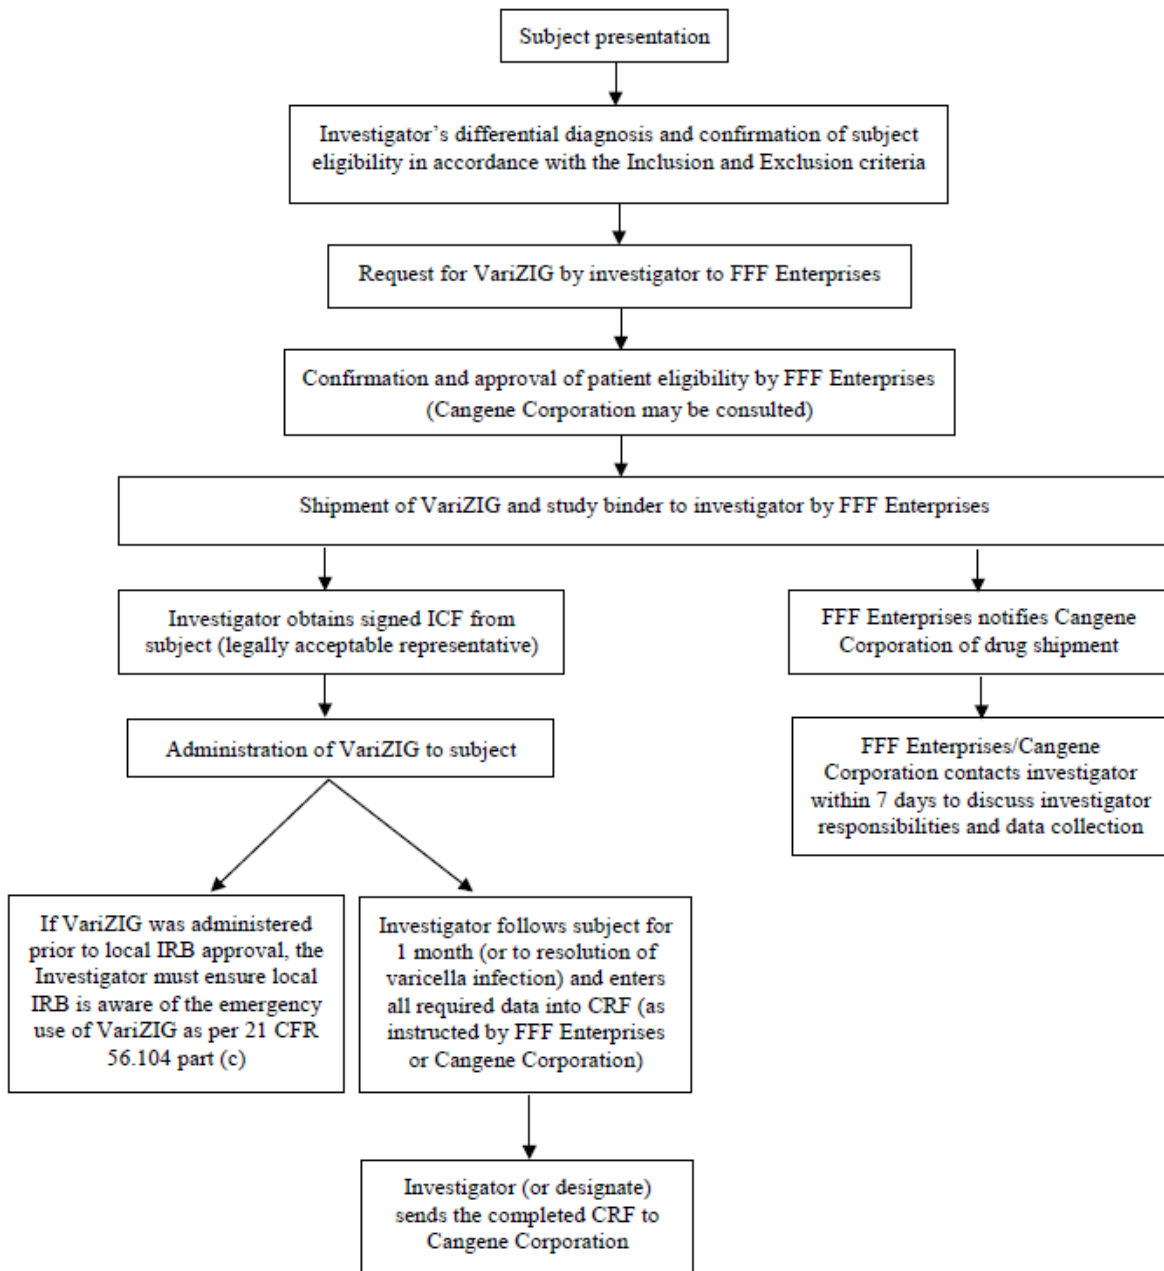 Subject presentation
Investigator's differential diagnosis and confirmation of subject
eligibility in accordance with the Inclusion and Exclusion criteria
Request for VariZIG by investigator to FFF Enterprises
Confirmation and approval of patient eligibility by FFF Enterprises
(Cangene Corporation may be consulted)
Shipment of VariZIG and study binder to investigator by FFF Enterprises
Investigator obtains signed ICF from
subject (legally acceptable representative)
FFF Enterprises notifies Cangene
Corporation of drug shipment
Administration of VariZIG to subject
FFF Enterprises/Cangene
Corporation contacts investigator
within 7 days to discuss investigator
responsibilities and data collection
If VariZIG was administered
prior to local IRB approval, the
Investigator must ensure local
IRB is aware of the emergency
use of VariZIG as per 21 CFR
56.104 part (c)
Investigator follows subject for
1 month (or to resolution of
varicella infection) and enters
all required data into CRF (as
instructed by FFF Enterprises
or Cangene Corporation)
Investigator (or designate)
sends the completed CRF to
Cangene Corporation